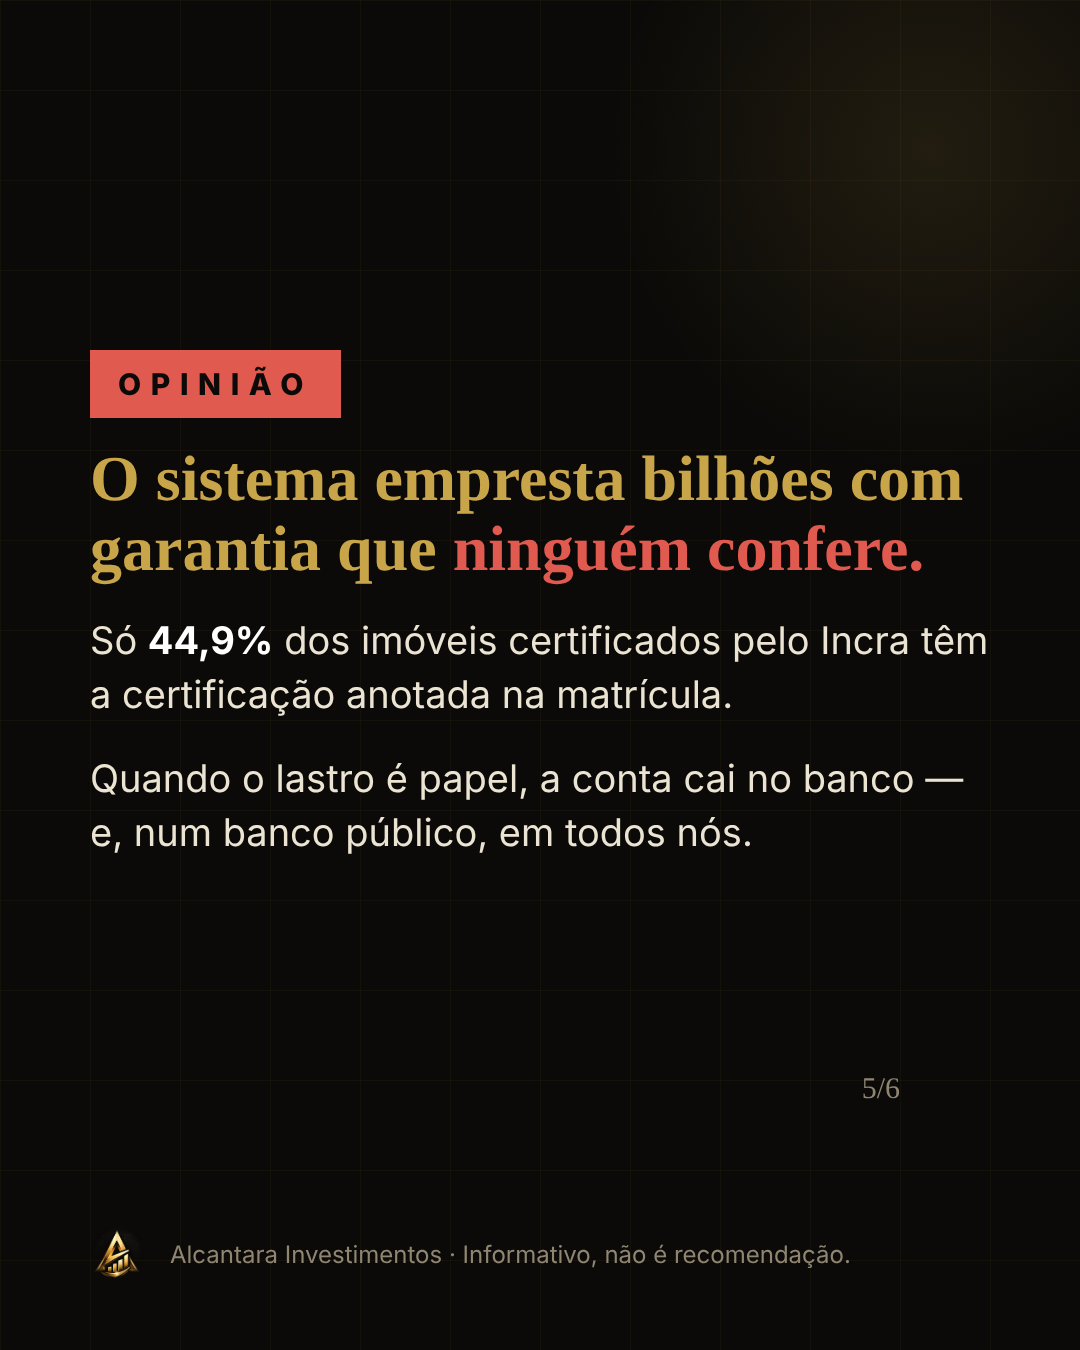 OPINIÃO
O sistema empresta bilhões com
garantia que ninguém confere.
Só 44,9% dos imóveis certificados pelo Incra têm
a certificação anotada na matrícula.
Quando o lastro é papel, a conta cai no banco —
e, num banco público, em todos nós.
5/6
Alcantara Investimentos · Informativo, não é recomendação.